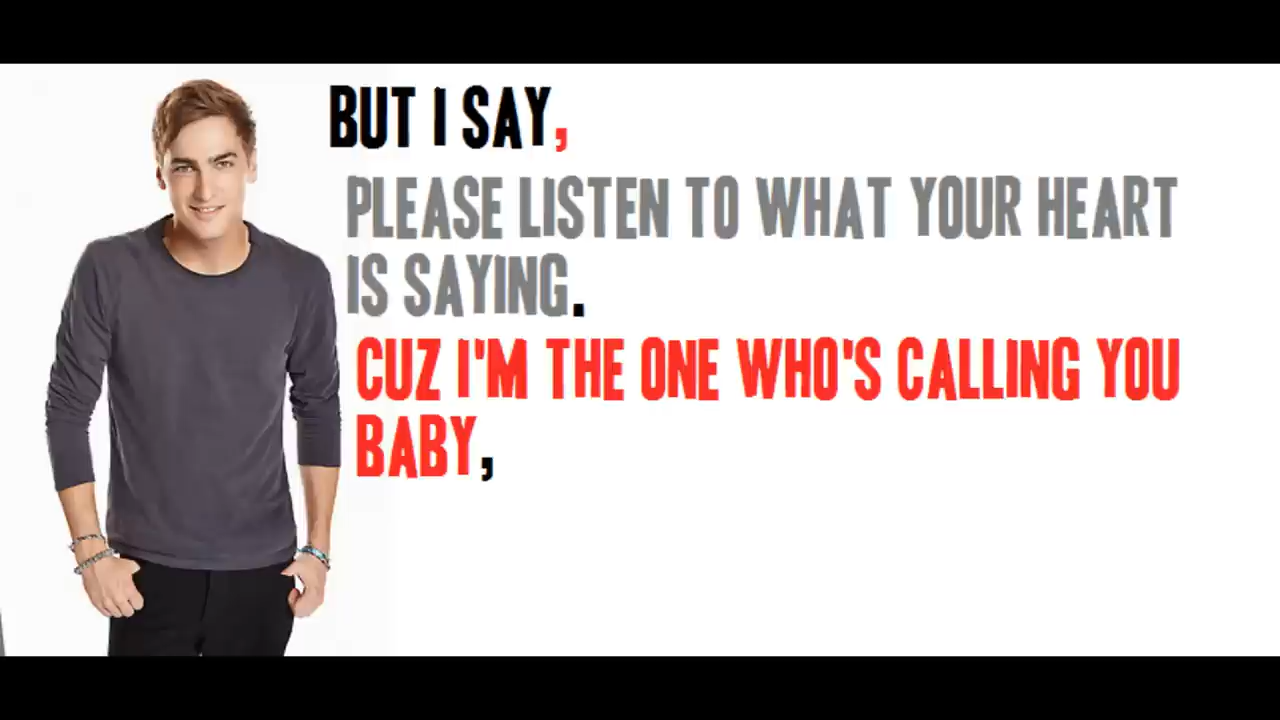 BUT I SAY,
PLEASE LISTEN TO WHAT YOUR HEART
IS SAYING.
CUZ I'M THE ONE WHO'S CALLING YOU
BABY,